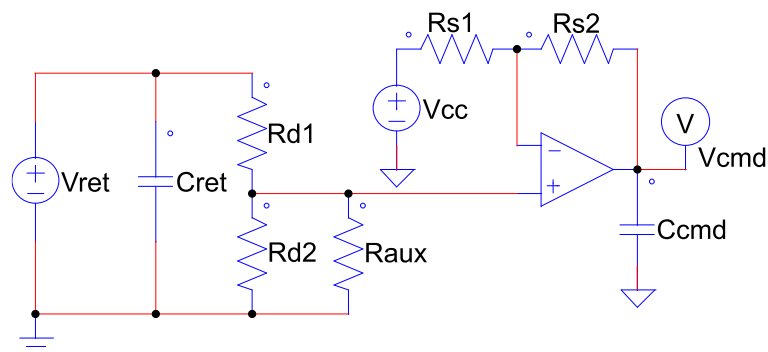 Rs1
Rs2
Vcc
V
Vcmd
Rd1
Vret
Cret
Rd2
Raux
Ccmd